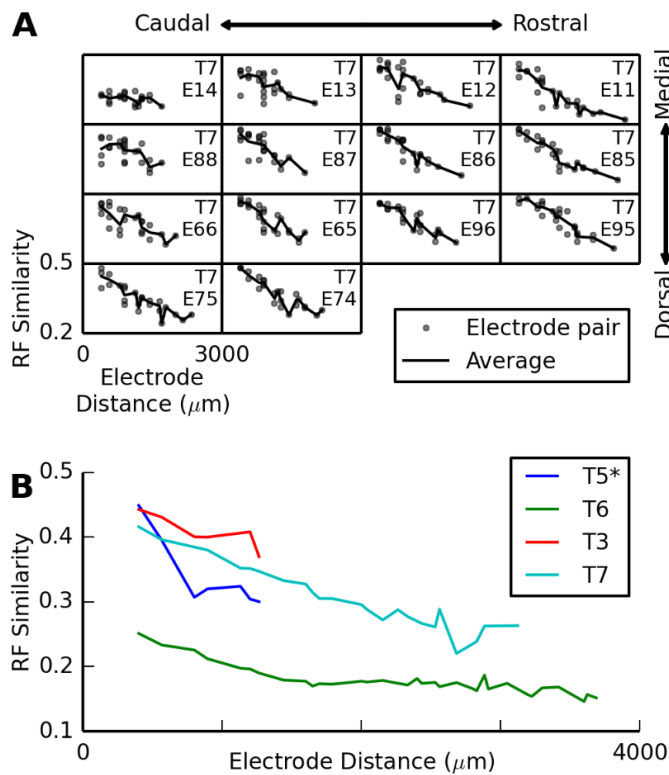 A
Caudal
Rostral
T7
E14
T7
E13
T7
E12
T7
E11
Medial
T7
E88
T7
E87
T7
E86
T7
E85
T7
E66
T7
E65
T7
E96
T7
E95
Dorsal
RF Similarity
0.5
0.2
T7
E75
T7
E74
0
3000
Electrode
Distance (μm)
Electrode pair
Average
B
0.5
0.4
0.3
0.2
0.1
RF Similarity
T5*
T6
T3
T7
0
4000
Electrode Distance (μm)